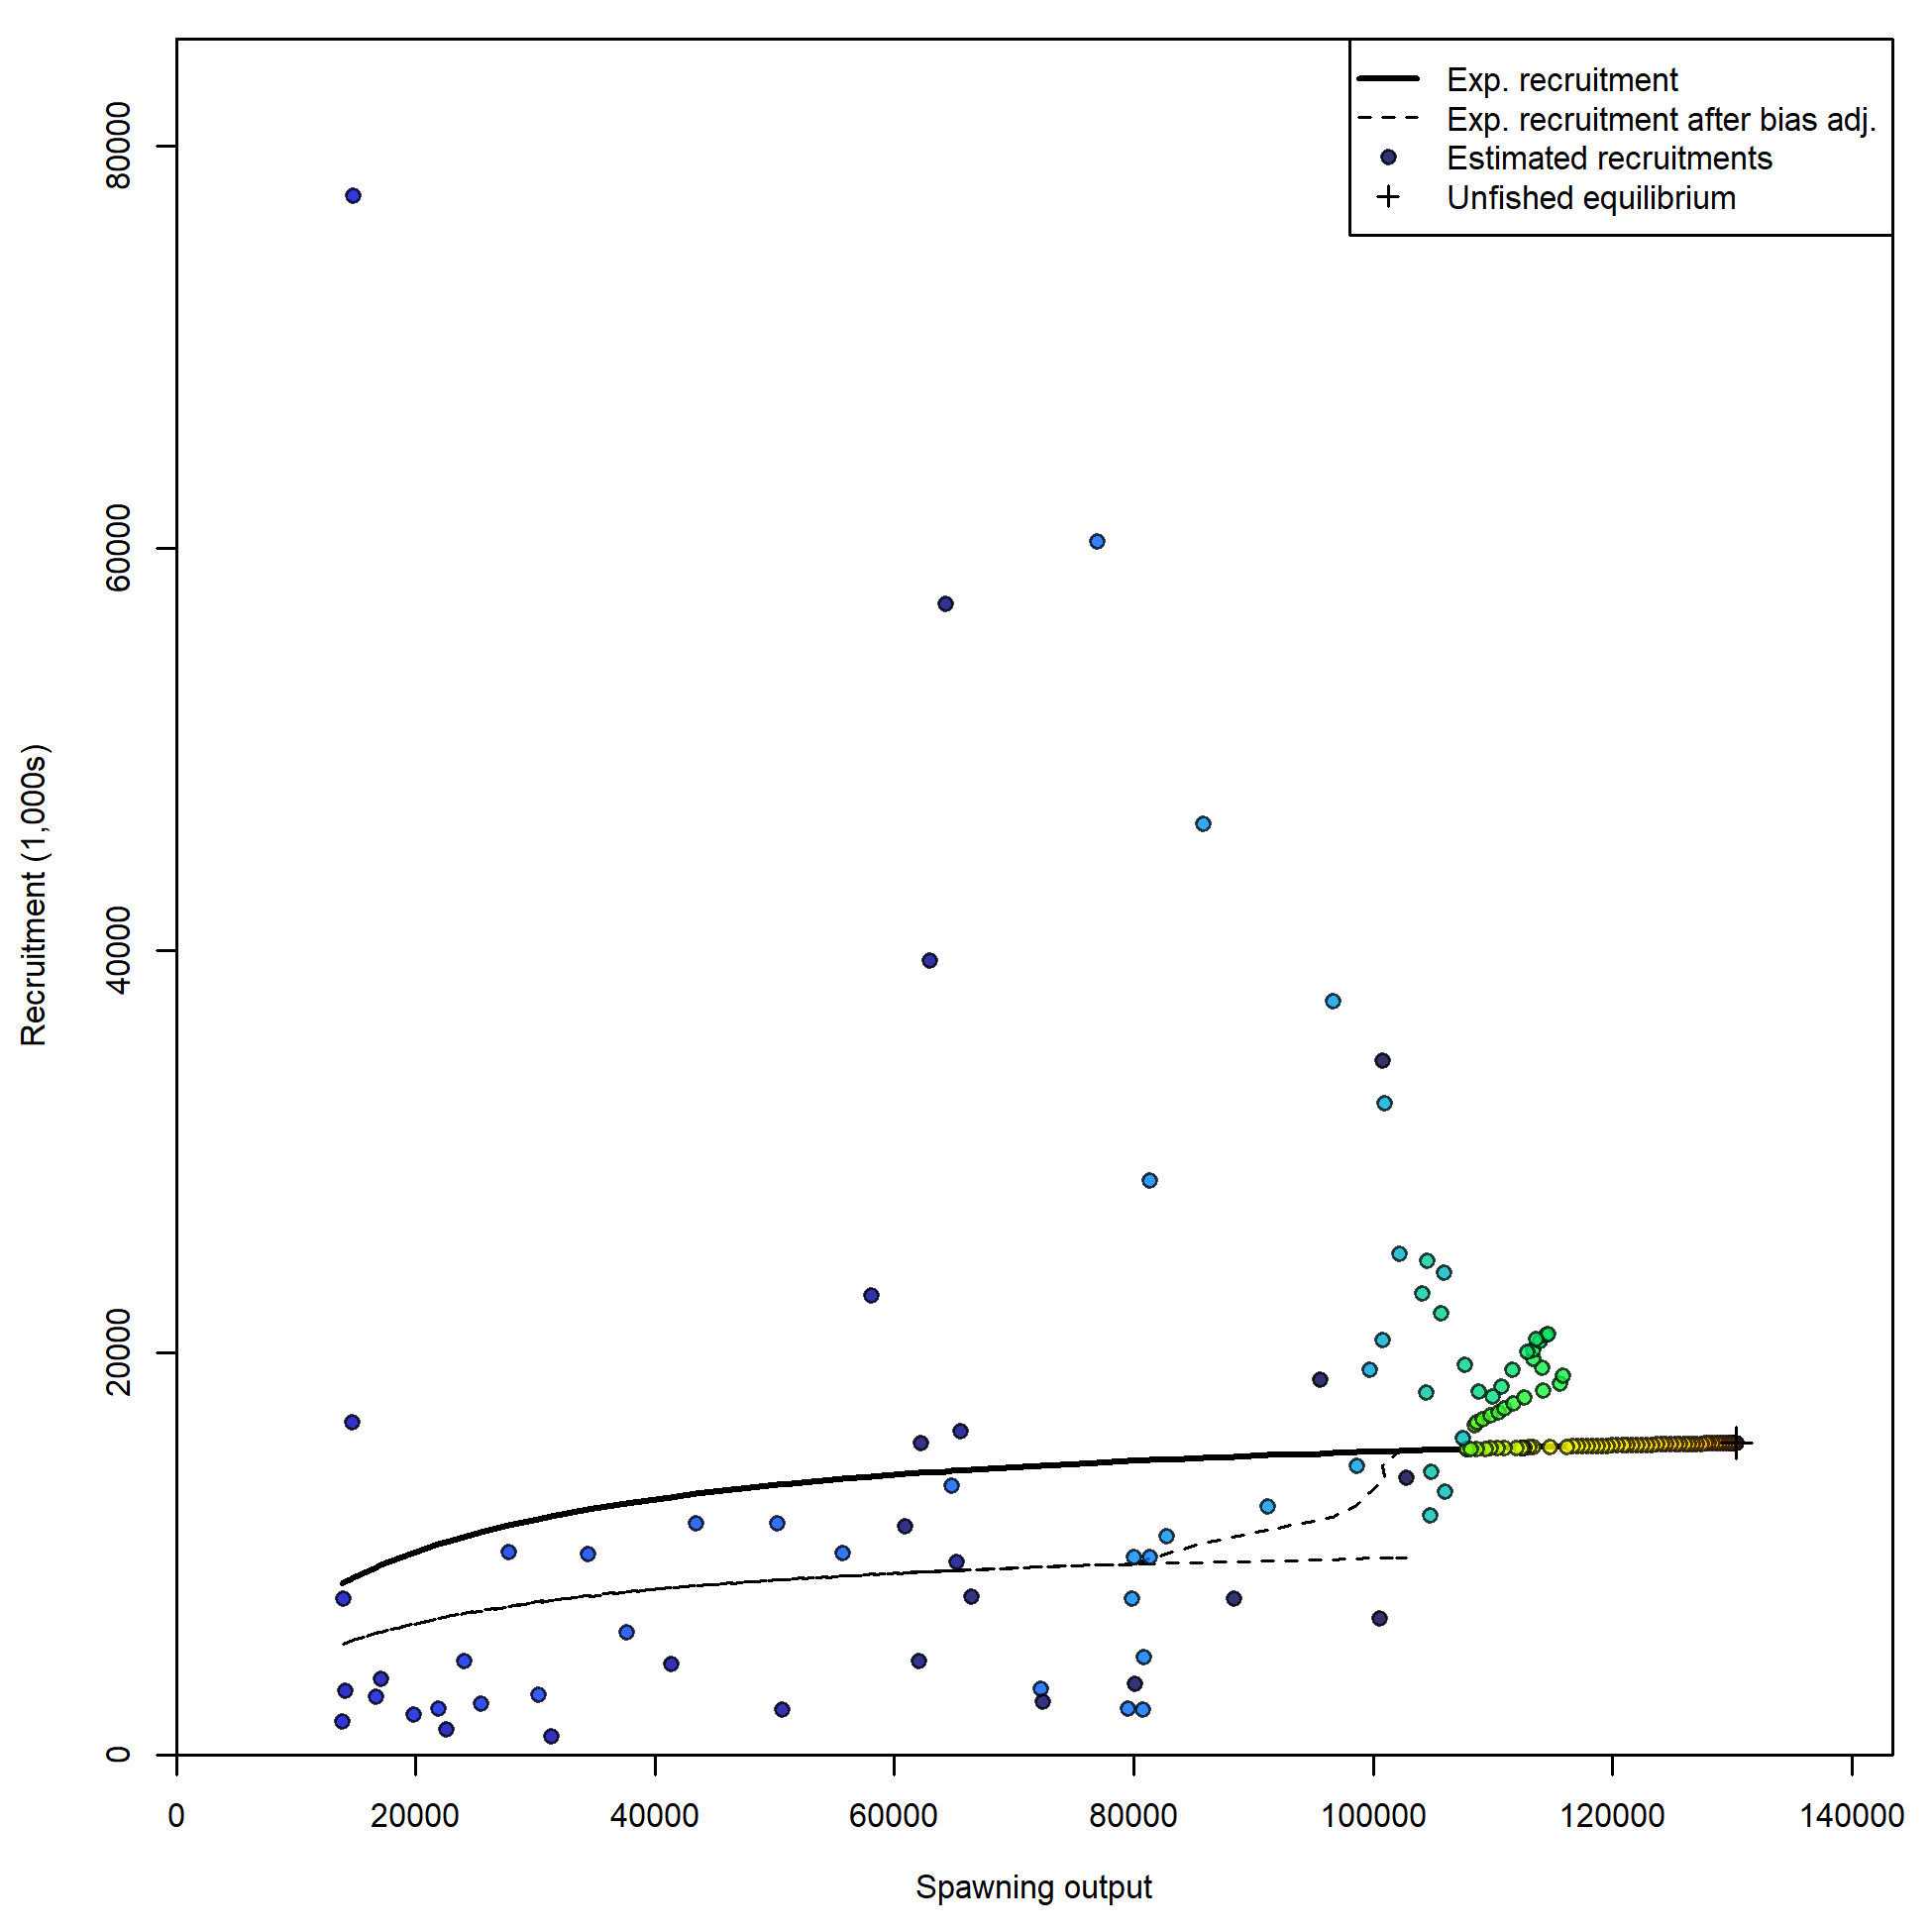 Exp. recruitment
Exp. recruitment after bias adj.
Estimated recruitments
Unfished equilibrium
80000
60000
40000
20000
0
Recruitment (1,000s)
0 20000 40000 60000 80000 100000 120000 140000
Spawning output